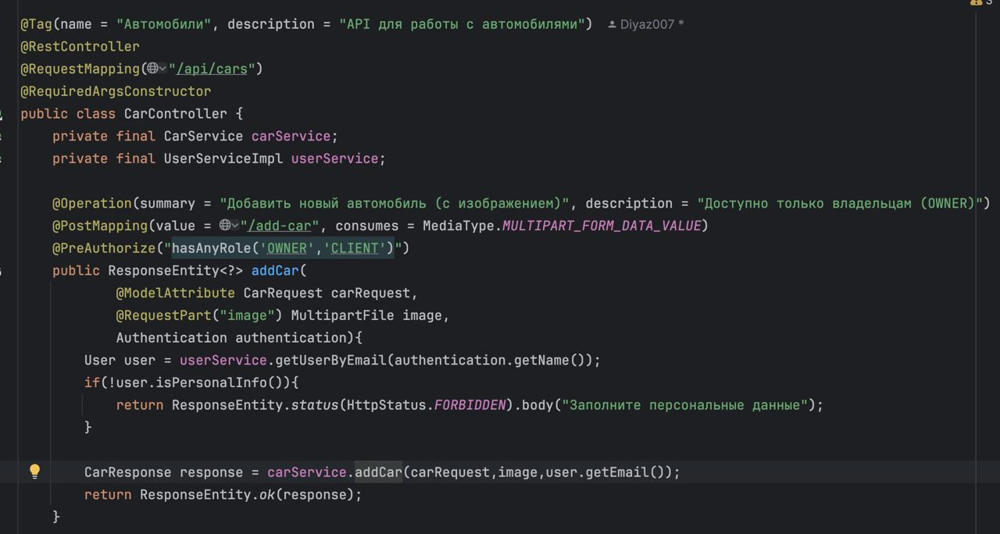 3
@Tag(name = "Автомобили", description = "API для работы с автомобилями") Diyaz007 *
@RestController
@RequestMapping("/api/cars")
@RequiredArgsConstructor
public class CarController {
private final CarService carService;
private final UserServiceImpl userService;
@Operation(summary = "Добавить новый автомобиль (с изображением)", description = "Доступно только владельцам (OWNER)")
@PostMapping(value = "/add-car", consumes = MediaType.MULTIPART_FORM_DATA_VALUE)
@PreAuthorize("hasAnyRole('OWNER','CLIENT')")
public ResponseEntity<?> addCar(
@ModelAttribute CarRequest carRequest,
@RequestPart("image") MultipartFile image,
Authentication authentication){
User user = userService.getUserByEmail(authentication.getName());
if(!user.isPersonalInfo()){
return ResponseEntity.status(HttpStatus.FORBIDDEN).body("Заполните персональные данные");
}
CarResponse response = carService.addCar(carRequest,image,user.getEmail());
return ResponseEntity.ok(response);
}